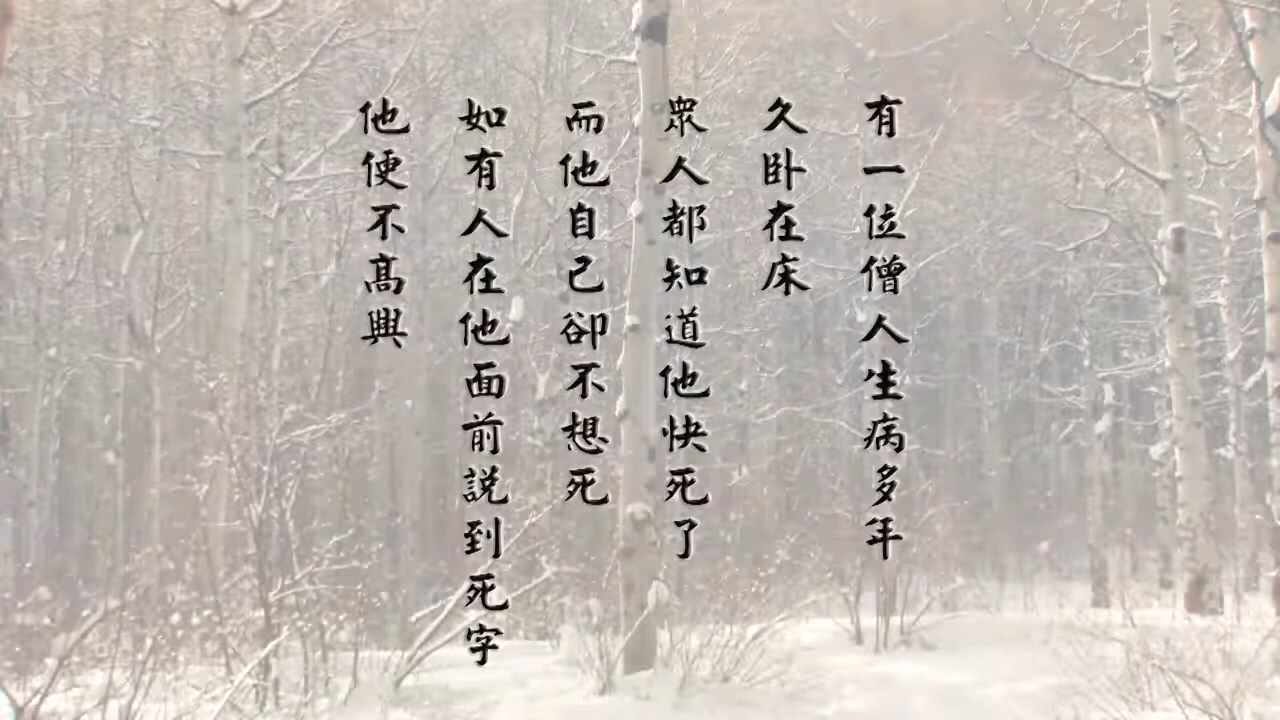 有一位僧人生病多年
久卧在床
眾人都知道他快死了
而他自己卻不想死
如有人在他面前説到死字
他便不高興